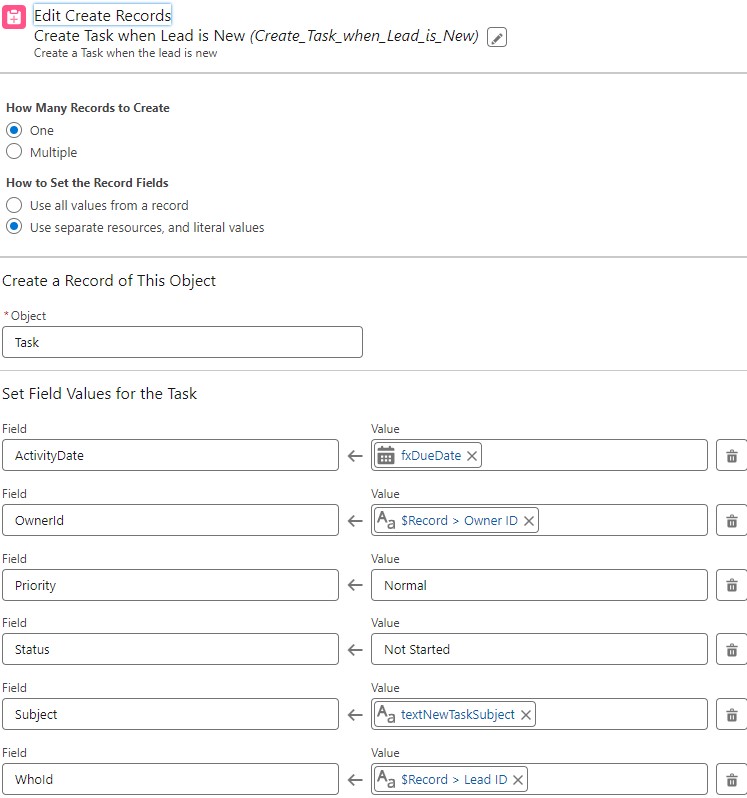 Edit Create Records
Create Task when Lead is New (Create_Task_when_Lead_is_New)
Create a Task when the lead is new
How Many Records to Create
One
Multiple
How to Set the Record Fields
Use all values from a record
Use separate resources, and literal values
Create a Record of This Object
* Object
Task
Set Field Values for the Task
Field Value
ActivityDate fxDueDate
Field Value
OwnerId Aa $Record > Owner ID
Field Value
Priority Normal
Field Value
Status Not Started
Field Value
Subject Aa textNewTaskSubject
Field Value
WhoId Aa $Record > Lead ID